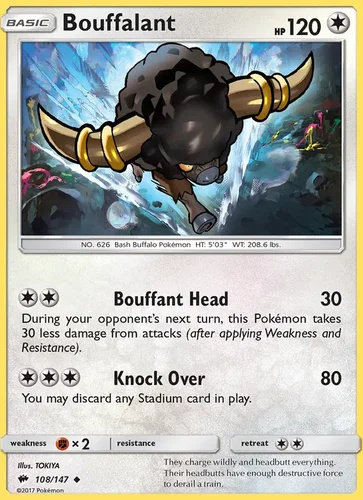 BASIC Bouffalant HP 120
NO. 626 Bash Buffalo Pokémon HT: 5'03" WT: 208.6 lbs.
Bouffant Head 30
During your opponent's next turn, this Pokémon takes
30 less damage from attacks (after applying Weakness and
Resistance).
Knock Over 80
You may discard any Stadium card in play.
weakness × 2 resistance retreat
Illus. TOKIYA
108/147
©2017 Pokémon
They charge wildly and headbutt everything.
Their headbutts have enough destructive force
to derail a train.